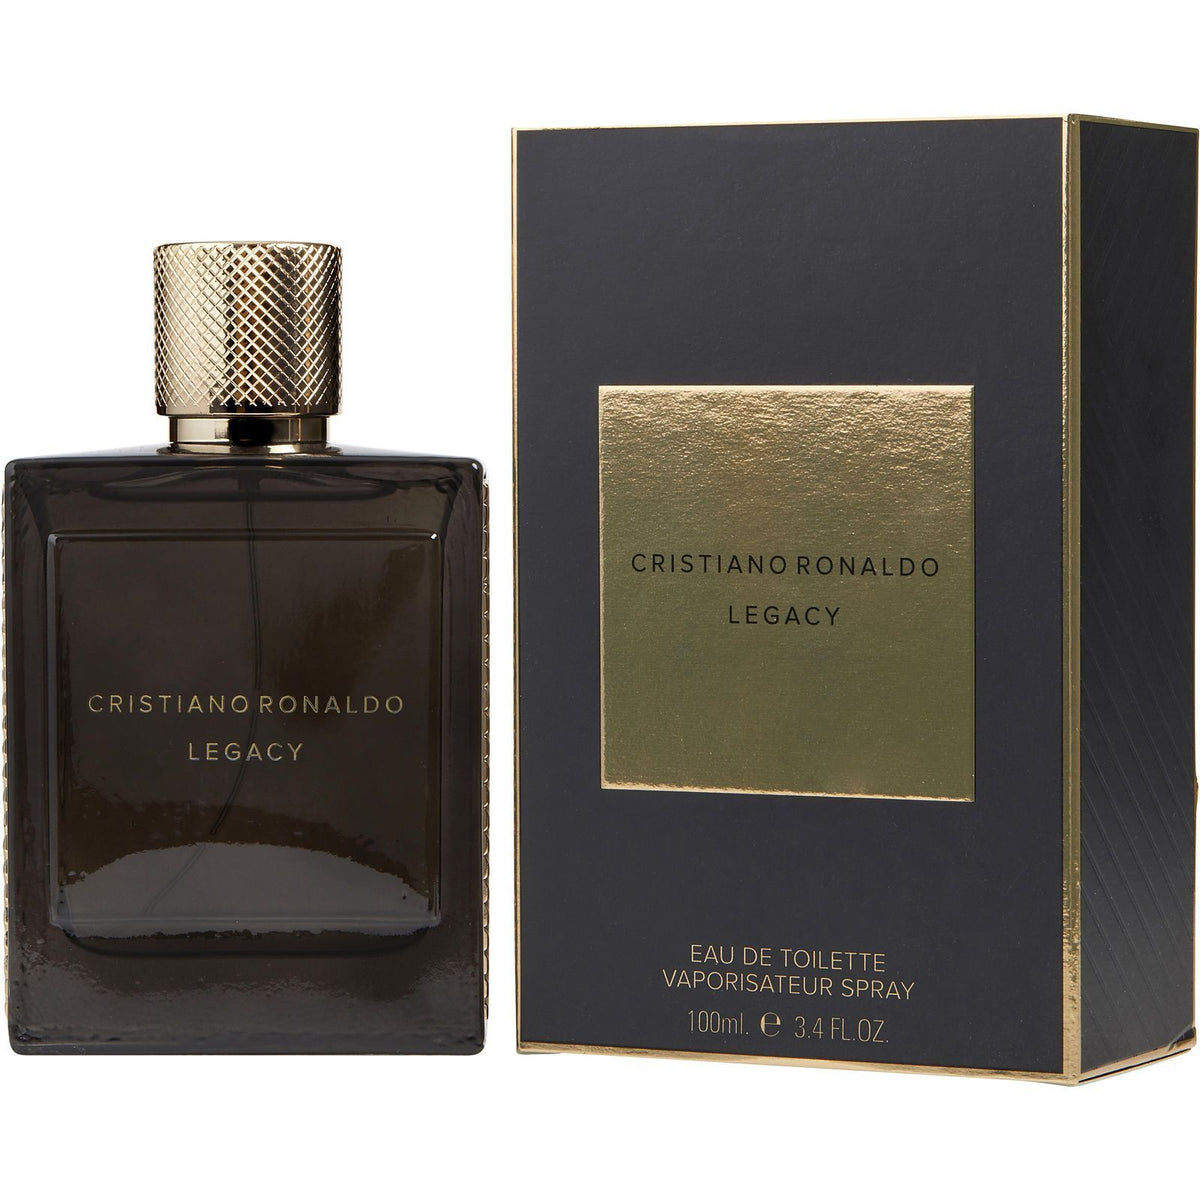 CRISTIANO RONALDO
LEGACY
CRISTIANO RONALDO
LEGACY
EAU DE TOILETTE
VAPORISATEUR SPRAY
100ml. ℮ 3.4 FL.OZ.